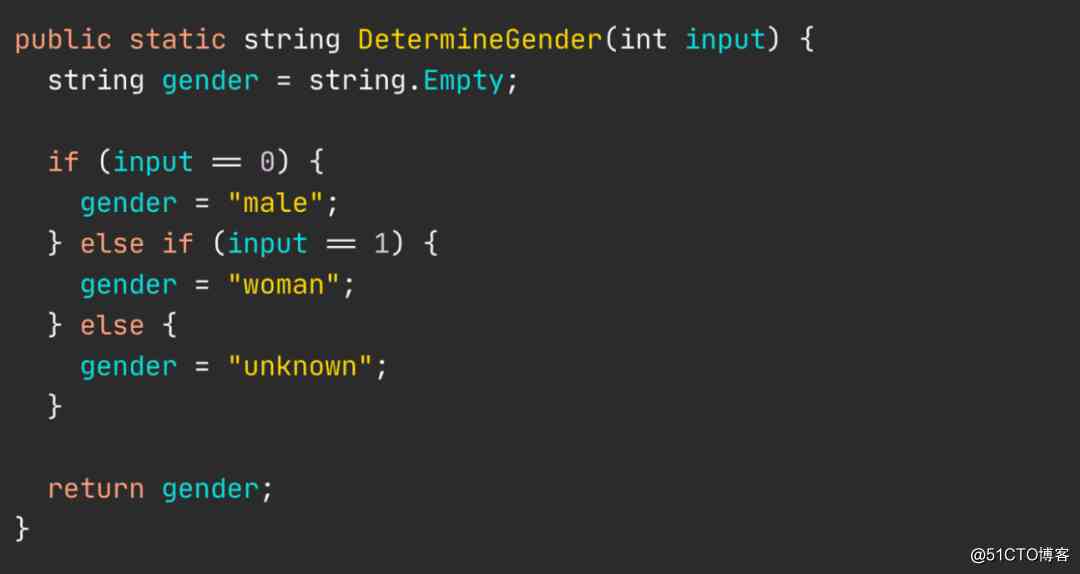 public static string DetermineGender(int input) {
  string gender = string.Empty;

  if (input == 0) {
    gender = "male";
  } else if (input == 1) {
    gender = "woman";
  } else {
    gender = "unknown";
  }

  return gender;
}
@51CTO博客